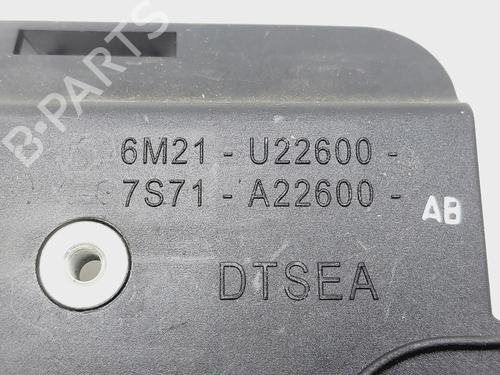 B-PARTS
6M21 - U22600 -
7S71 - A22600 -
AB
DTSEA